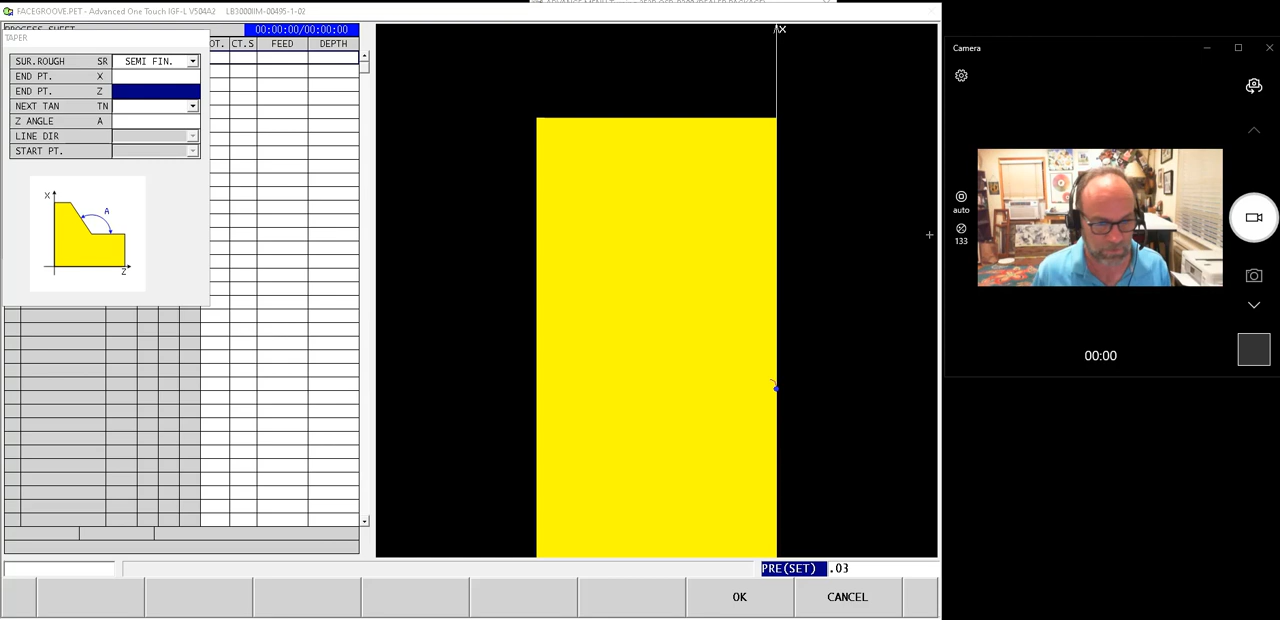 FACEGROOVE.PET - Advanced One Touch IGF-L V504A2 LB3000IIM-00495-1-02
00:00:00/00:00:00
TAPER
OT. CT.S FEED DEPTH
SUR.ROUGH SR SEMI FIN.
END PT. X
END PT. Z
NEXT TAN TN
Z ANGLE A
LINE DIR
START PT.
X
A
Z
X
PRE(SET) .03
OK CANCEL
Camera
auto
133
00:00